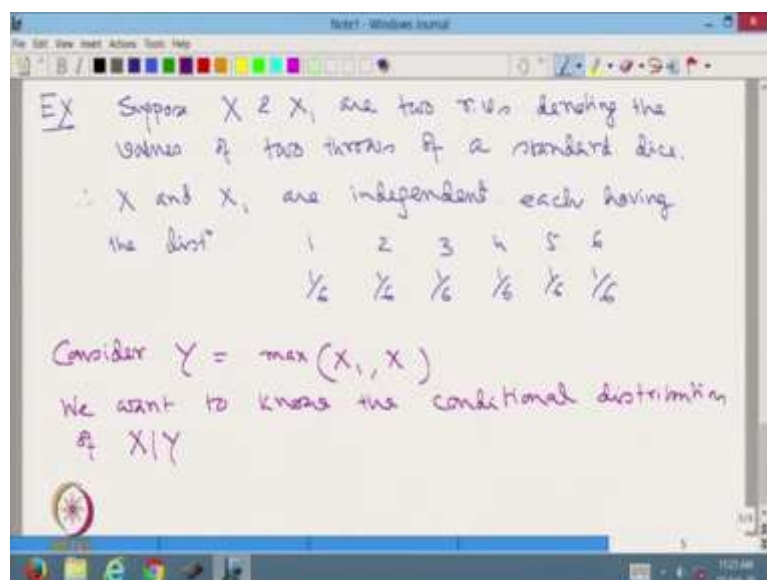 Note1 - Windows Journal
File Edit View Insert Actions Tools Help
EX Suppose X & X₁ are two r.vs denoting the
values of two throws of a standard dice.
∴ X and X₁ are independent each having
the distⁿ 1 2 3 4 5 6
1/6 1/6 1/6 1/6 1/6 1/6
Consider Y = max(X₁, X)
We want to know the conditional distribution
of X|Y